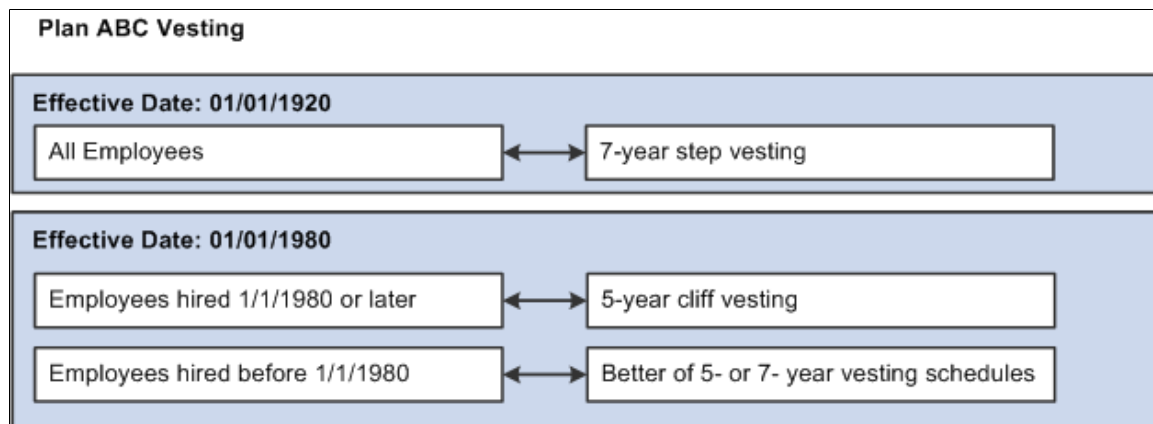 Plan ABC Vesting
Effective Date: 01/01/1920
All Employees
7-year step vesting
Effective Date: 01/01/1980
Employees hired 1/1/1980 or later
5-year cliff vesting
Employees hired before 1/1/1980
Better of 5- or 7- year vesting schedules